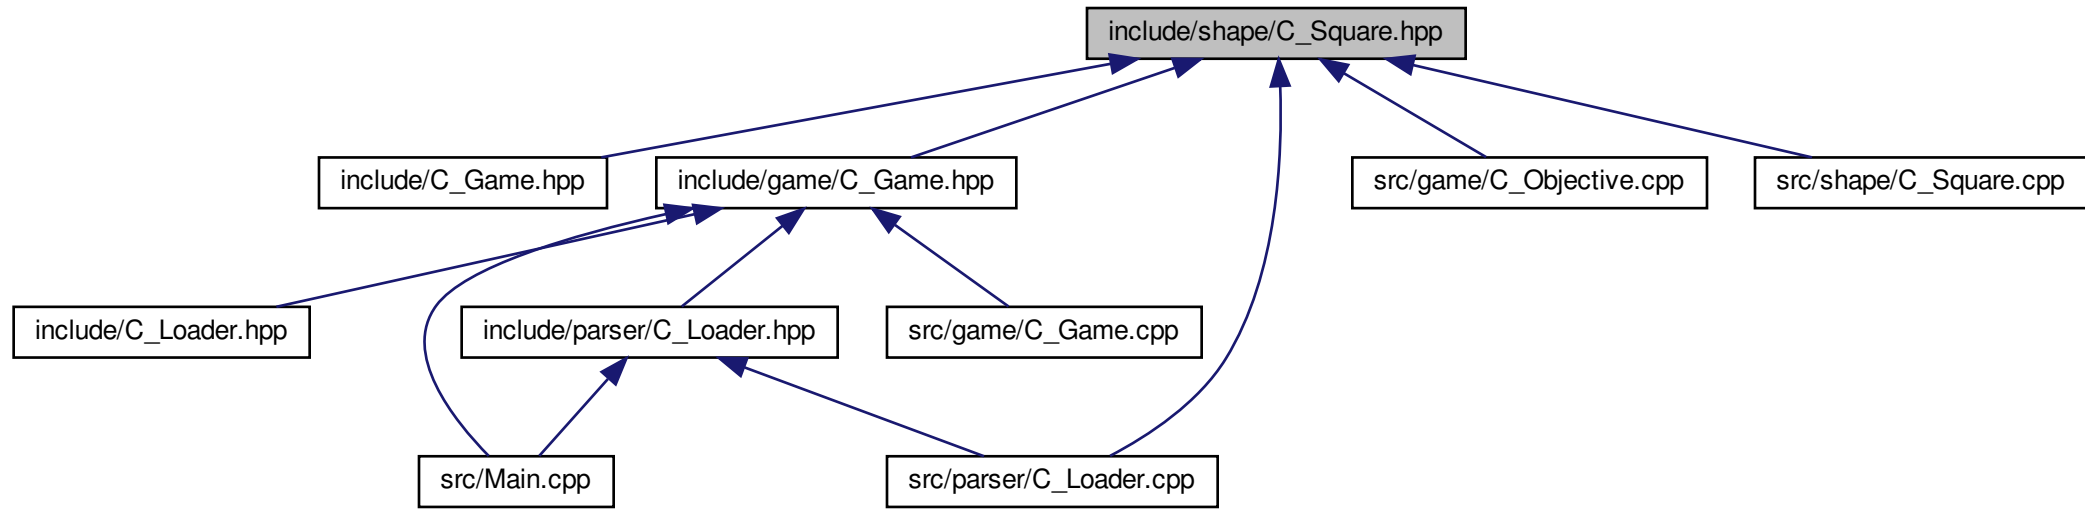 include/shape/C_Square.hpp
include/C_Game.hpp
include/game/C_Game.hpp
src/game/C_Objective.cpp
src/shape/C_Square.cpp
include/C_Loader.hpp
include/parser/C_Loader.hpp
src/game/C_Game.cpp
src/Main.cpp
src/parser/C_Loader.cpp